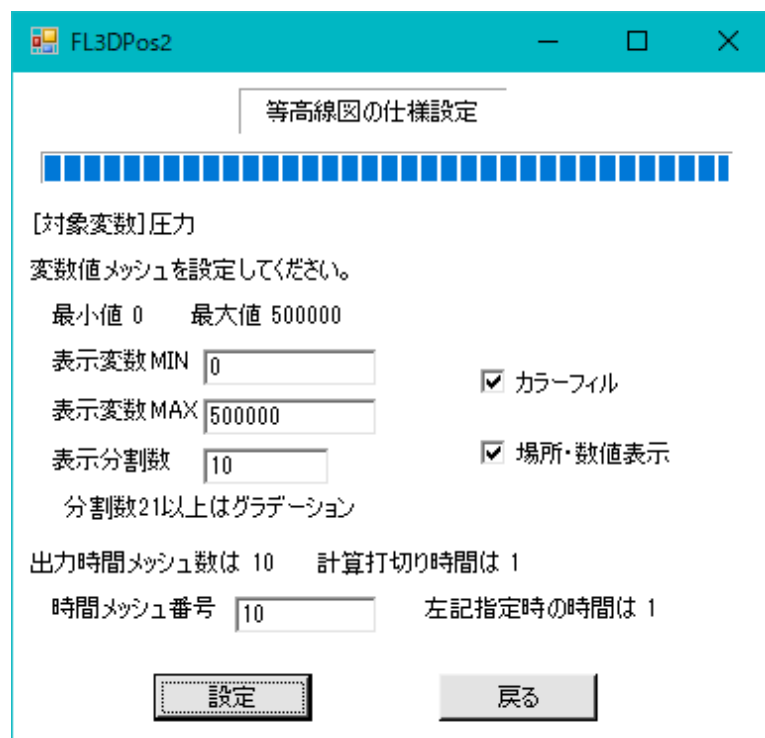 FL3DPos2
等高線図の仕様設定
[対象変数]圧力
変数値メッシュを設定してください。
最小値 0 最大値 500000
表示変数MIN 0
カラーフィル
表示変数MAX 500000
表示分割数 10
場所・数値表示
分割数21以上はグラデーション
出力時間メッシュ数は 10 計算打切り時間は 1
時間メッシュ番号 10 左記指定時の時間は 1
設定 戻る